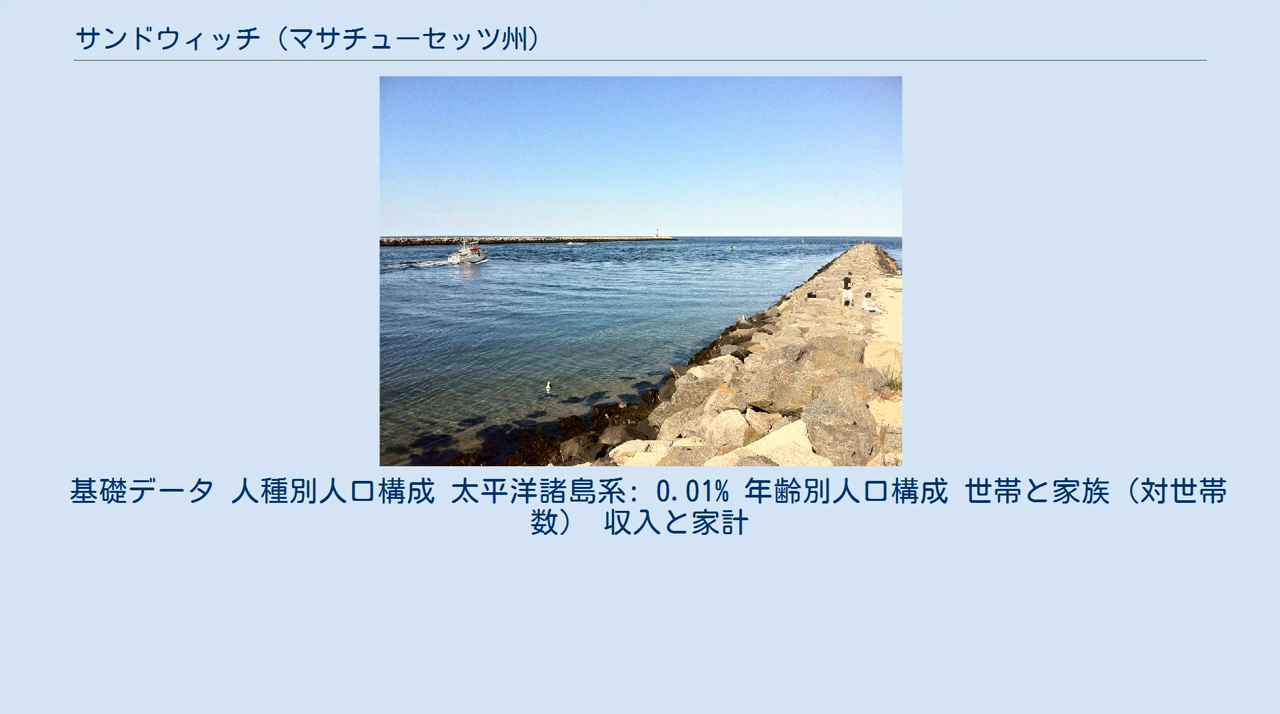 サンドウィッチ（マサチューセッツ州）
基礎データ 人種別人口構成 太平洋諸島系: 0.01% 年齢別人口構成 世帯と家族（対世帯
数） 収入と家計